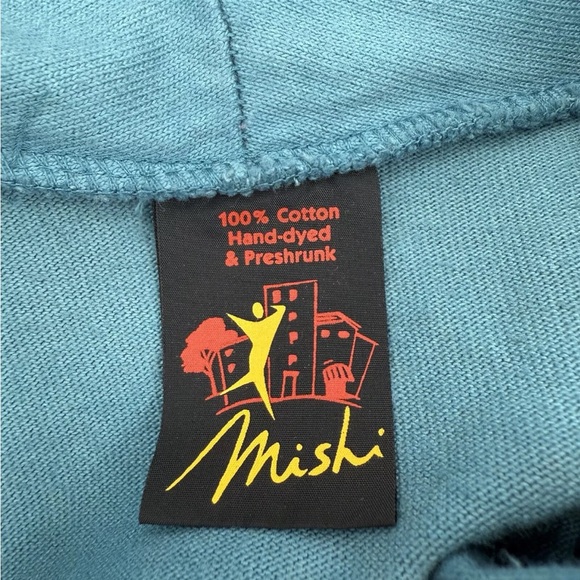 100% Cotton
Hand-dyed
& Preshrunk
Mishi